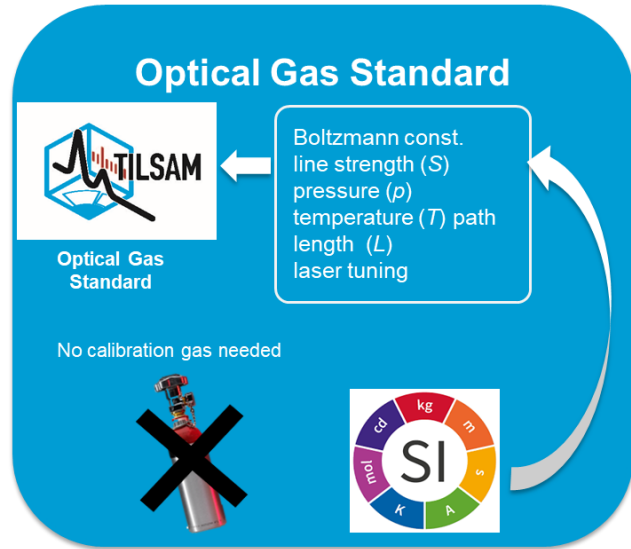 Optical Gas Standard
TILSAM
Boltzmann const.
line strength (S)
pressure (p)
temperature (T) path
length (L)
laser tuning
Optical Gas
Standard
No calibration gas needed
kg
m
s
A
K
mol
cd
SI